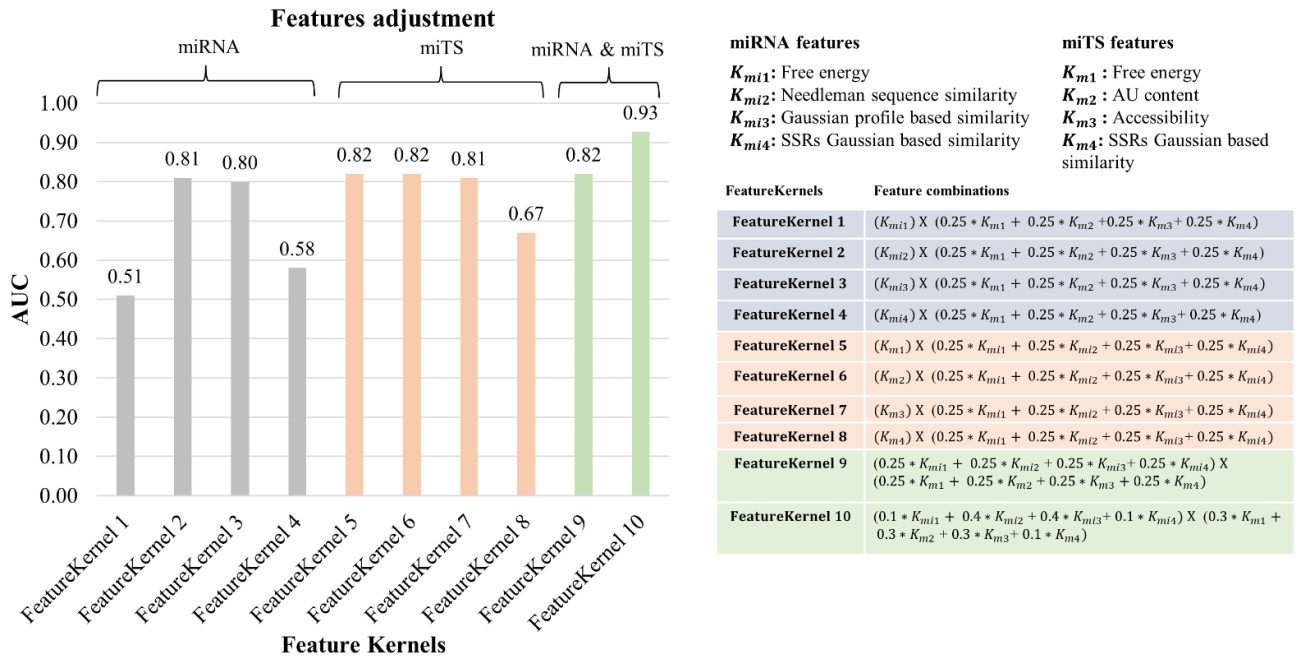 Features adjustment
miRNA
miTS
miRNA & miTS
1.00
0.90
0.80
0.70
0.60
0.50
0.40
0.30
0.20
0.10
0.00
AUC
0.51
0.81
0.80
0.58
0.82
0.82
0.81
0.67
0.82
0.93
FeatureKernel 1
FeatureKernel 2
FeatureKernel 3
FeatureKernel 4
FeatureKernel 5
FeatureKernel 6
FeatureKernel 7
FeatureKernel 8
FeatureKernel 9
FeatureKernel 10
Feature Kernels
miRNA features
K_mi1: Free energy
K_mi2: Needleman sequence similarity
K_mi3: Gaussian profile based similarity
K_mi4: SSRs Gaussian based similarity
miTS features
K_m1 : Free energy
K_m2 : AU content
K_m3 : Accessibility
K_m4 : SSRs Gaussian based
similarity
FeatureKernels Feature combinations
FeatureKernel 1 (K_mi1) X (0.25 * K_m1 + 0.25 * K_m2 +0.25 * K_m3+ 0.25 * K_m4)
FeatureKernel 2 (K_mi2) X (0.25 * K_m1 + 0.25 * K_m2 + 0.25 * K_m3 + 0.25 * K_m4)
FeatureKernel 3 (K_mi3) X (0.25 * K_m1 + 0.25 * K_m2 + 0.25 * K_m3 + 0.25 * K_m4)
FeatureKernel 4 (K_mi4) X (0.25 * K_m1 + 0.25 * K_m2 + 0.25 * K_m3+ 0.25 * K_m4)
FeatureKernel 5 (K_m1) X (0.25 * K_mi1 + 0.25 * K_mi2 + 0.25 * K_mi3+ 0.25 * K_mi4)
FeatureKernel 6 (K_m2) X (0.25 * K_mi1 + 0.25 * K_mi2 + 0.25 * K_mi3+ 0.25 * K_mi4)
FeatureKernel 7 (K_m3) X (0.25 * K_mi1 + 0.25 * K_mi2 + 0.25 * K_mi3+ 0.25 * K_mi4)
FeatureKernel 8 (K_m4) X (0.25 * K_mi1 + 0.25 * K_mi2 + 0.25 * K_mi3+ 0.25 * K_mi4)
FeatureKernel 9 (0.25 * K_mi1 + 0.25 * K_mi2 + 0.25 * K_mi3+ 0.25 * K_mi4) X
(0.25 * K_m1 + 0.25 * K_m2 + 0.25 * K_m3 + 0.25 * K_m4)
FeatureKernel 10 (0.1 * K_mi1 + 0.4 * K_mi2 + 0.4 * K_mi3+ 0.1 * K_mi4) X (0.3 * K_m1 +
0.3 * K_m2 + 0.3 * K_m3+ 0.1 * K_m4)